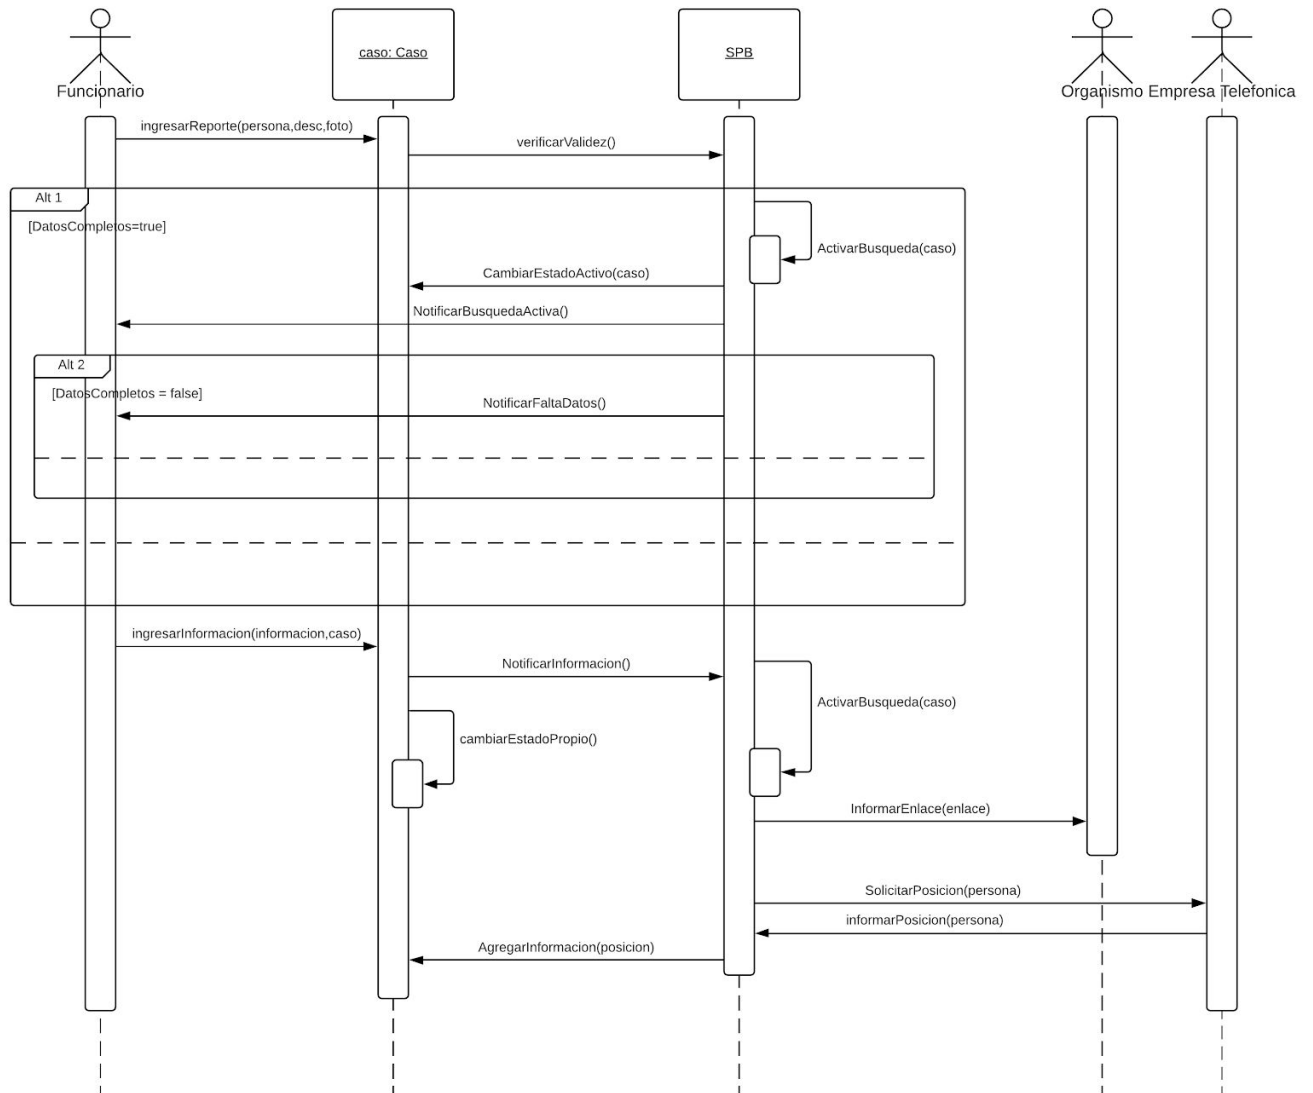 caso: Caso
SPB
Funcionario
Organismo
Empresa Telefonica
ingresarReporte(persona,desc,foto)
verificarValidez()
Alt 1
[DatosCompletos=true]
ActivarBusqueda(caso)
CambiarEstadoActivo(caso)
NotificarBusquedaActiva()
Alt 2
[DatosCompletos = false]
NotificarFaltaDatos()
ingresarInformacion(informacion,caso)
NotificarInformacion()
ActivarBusqueda(caso)
cambiarEstadoPropio()
InformarEnlace(enlace)
SolicitarPosicion(persona)
informarPosicion(persona)
AgregarInformacion(posicion)